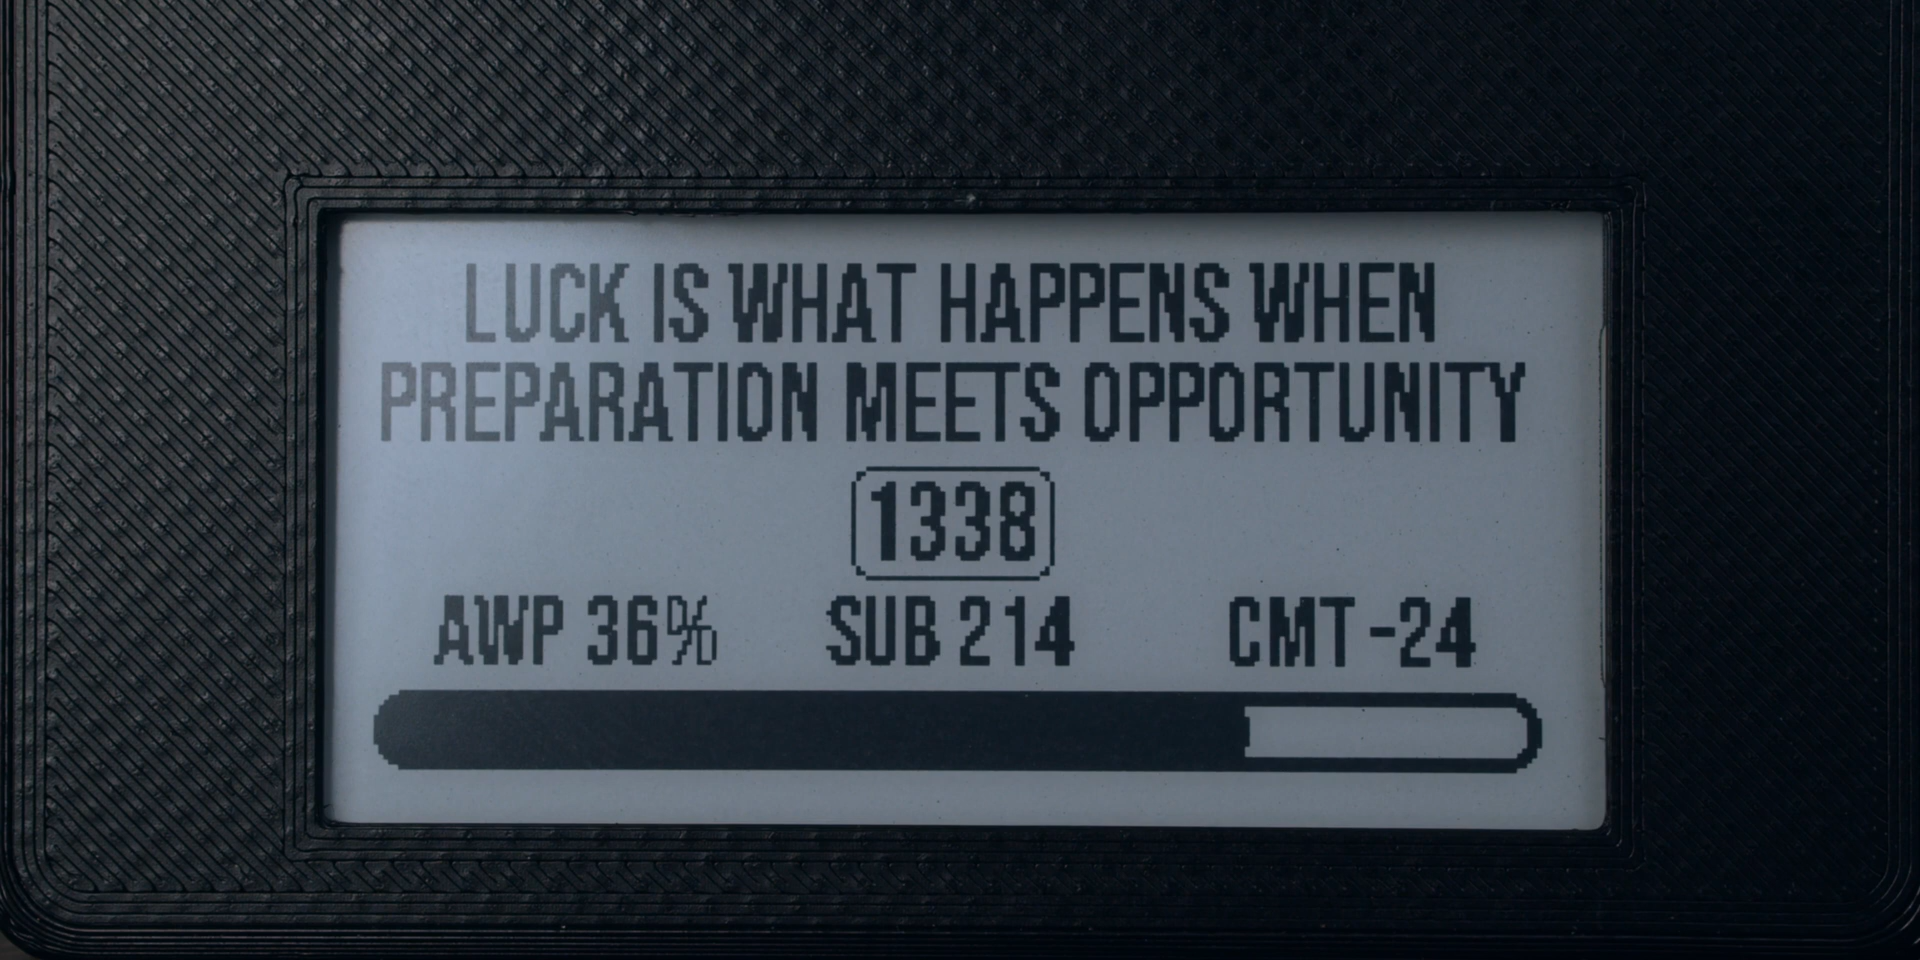 LUCK IS WHAT HAPPENS WHEN
PREPARATION MEETS OPPORTUNITY
1338
AWP 36% SUB 214 CMT -24